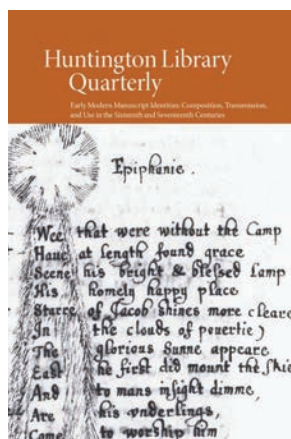 Huntington Library
Quarterly
Early Modern Manuscript Identities: Composition, Transmission,
and Use in the Sixteenth and Seventeenth Centuries
Epiphanie.
Wee that were without the Camp
Haue at length found grace
Scene his bright & blessed lamp
His homely happy place
Starre of Jacob shines more cleare
In the clouds of pouertie)
The glorious Sunne appeare
East he first did mount the skie
And to mans insight dimme,
Are his vnderlings,
Come to worship him